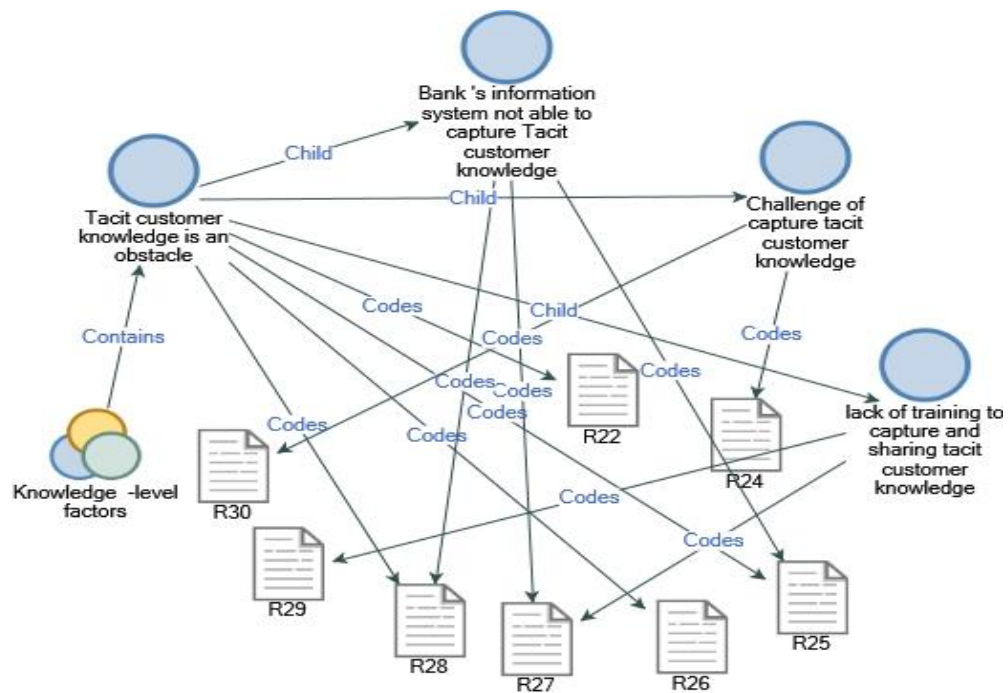 Bank 's information
system not able to
capture Tacit
customer
knowledge
Child
Child
Tacit customer
knowledge is an
obstacle
Challenge of
capture tacit
customer
knowledge
Contains
Codes
Child
Codes
Codes
Codes
Codes
Codes
Codes
Codes
Codes
Codes
Codes
R22
R24
lack of training to
capture and
sharing tacit
customer
knowledge
Knowledge -level
factors
R30
R29
R28
R27
R26
R25